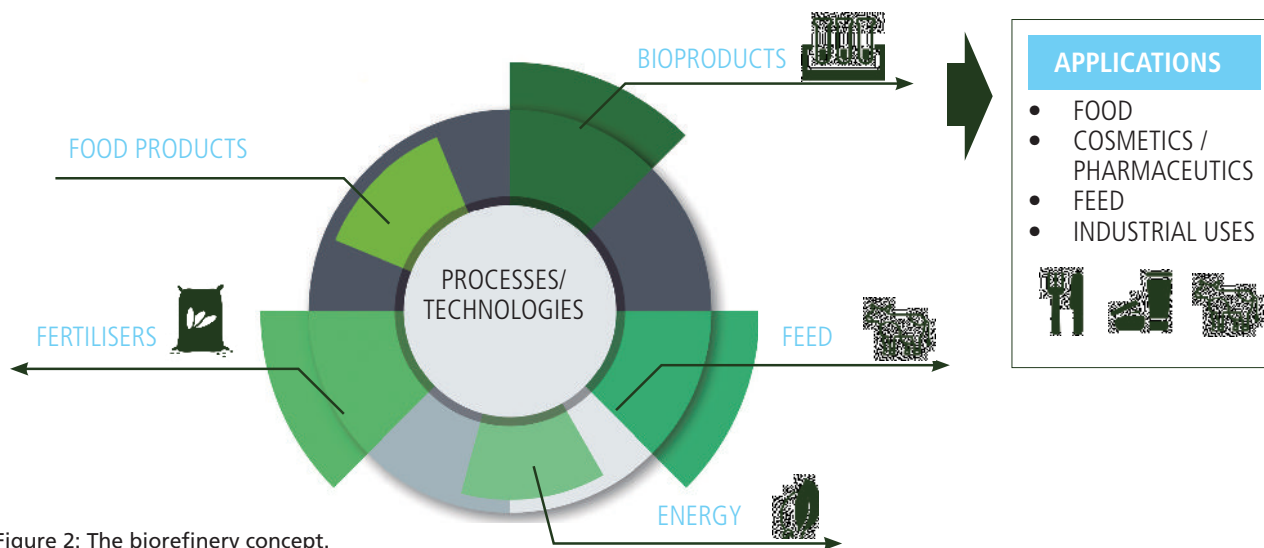 BIOPRODUCTS
FOOD PRODUCTS
PROCESSES/
TECHNOLOGIES
FERTILISERS
FEED
ENERGY
APPLICATIONS
• FOOD
• COSMETICS /
PHARMACEUTICS
• FEED
• INDUSTRIAL USES
Figure 2: The biorefinery concept.